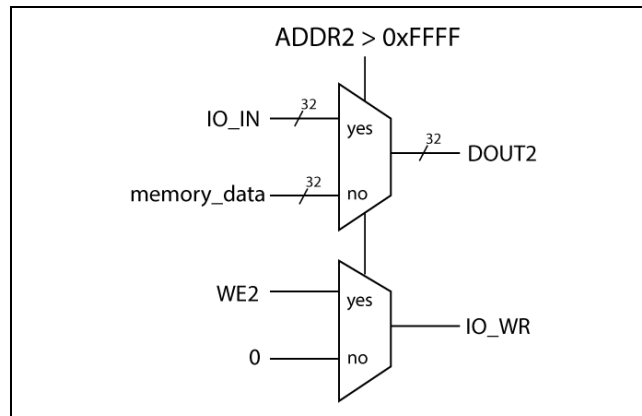 ADDR2 > 0xFFFF
IO_IN
32
yes
32
DOUT2
memory_data
32
no
WE2
yes
IO_WR
0
no